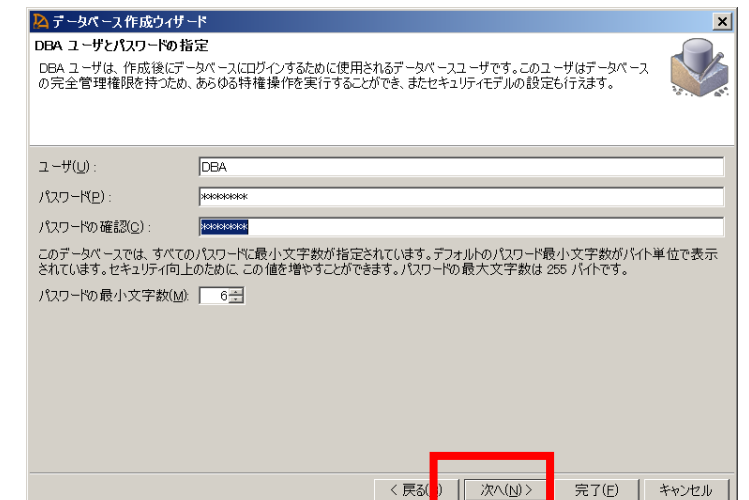 データベース作成ウィザード
DBA ユーザとパスワードの指定
DBA ユーザは、作成後にデータベースにログインするために使用されるデータベースユーザです。このユーザはデータベース
の完全管理権限を持つため、あらゆる特権操作を実行することができ、またセキュリティモデルの設定も行えます。
ユーザ(U) :
DBA
パスワード(P) :
********
パスワードの確認(C) :
********
このデータベースでは、すべてのパスワードに最小文字数が指定されています。デフォルトのパスワード最小文字数がバイト単位で表示
されています。セキュリティ向上のために、この値を増やすことができます。パスワードの最大文字数は 255 バイトです。
パスワードの最小文字数(M):
6
< 戻る( )
次へ(N) >
完了(F)
キャンセル